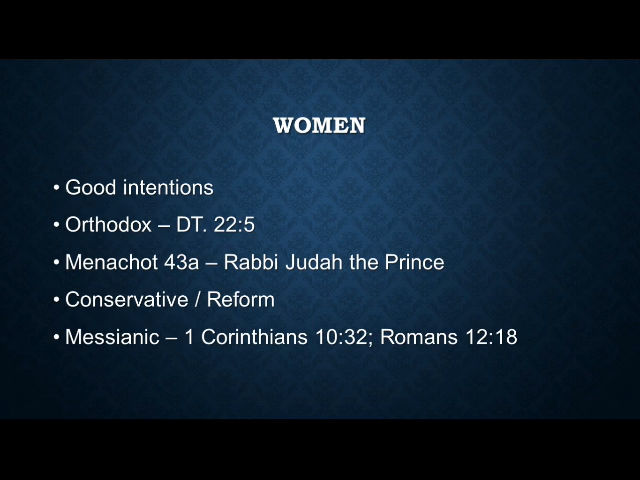 WOMEN
• Good intentions
• Orthodox – DT. 22:5
• Menachot 43a – Rabbi Judah the Prince
• Conservative / Reform
• Messianic – 1 Corinthians 10:32; Romans 12:18